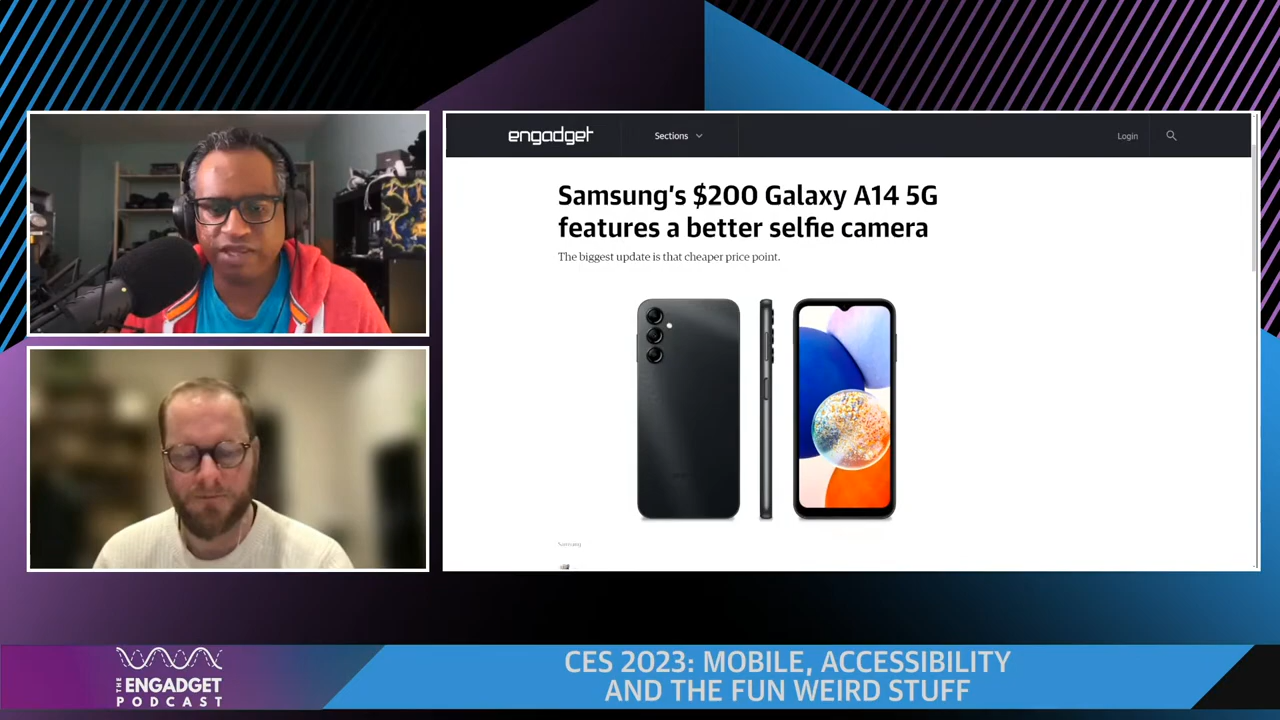 engadget
Sections
Login
Samsung's $200 Galaxy A14 5G
features a better selfie camera
The biggest update is that cheaper price point.
Samsung
THE
ENGADGET
PODCAST
CES 2023: MOBILE, ACCESSIBILITY
AND THE FUN WEIRD STUFF